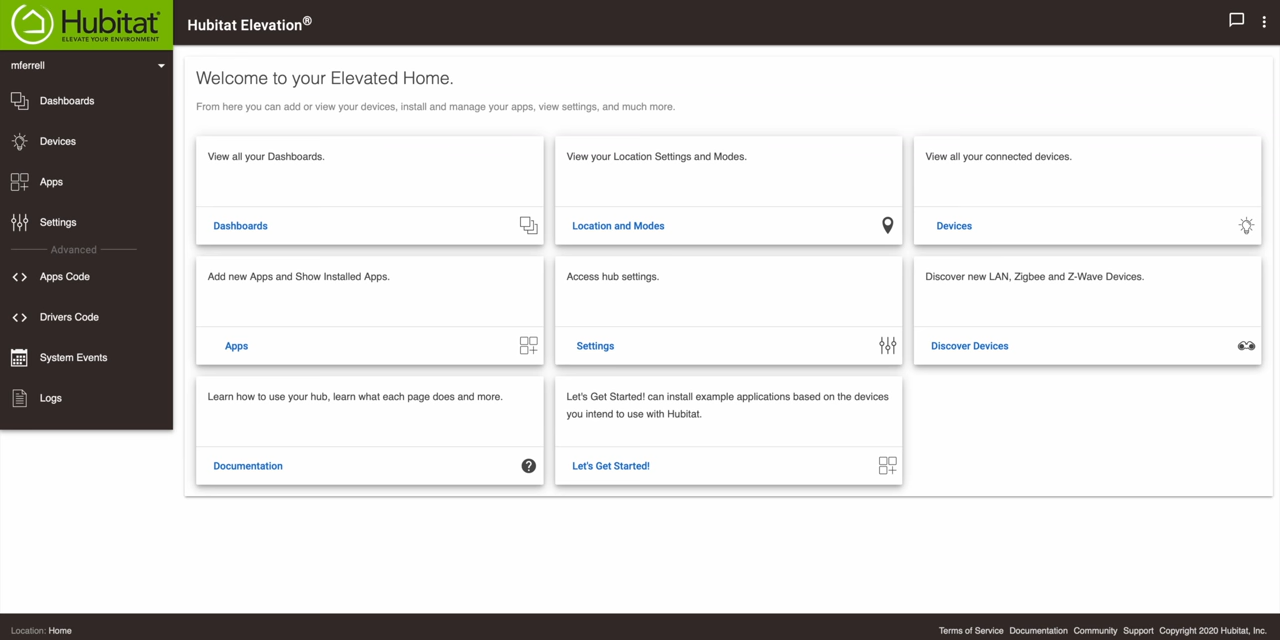 Hubitat®
ELEVATE YOUR ENVIRONMENT
Hubitat Elevation®
mferrell
Dashboards
Devices
Apps
Settings
Advanced
Apps Code
Drivers Code
System Events
Logs
Welcome to your Elevated Home.
From here you can add or view your devices, install and manage your apps, view settings, and much more.
View all your Dashboards.
Dashboards
View your Location Settings and Modes.
Location and Modes
View all your connected devices.
Devices
Add new Apps and Show Installed Apps.
Apps
Access hub settings.
Settings
Discover new LAN, Zigbee and Z-Wave Devices.
Discover Devices
Learn how to use your hub, learn what each page does and more.
Documentation
Let's Get Started! can install example applications based on the devices
you intend to use with Hubitat.
Let's Get Started!
Location: Home
Terms of Service Documentation Community Support Copyright 2020 Hubitat, Inc.